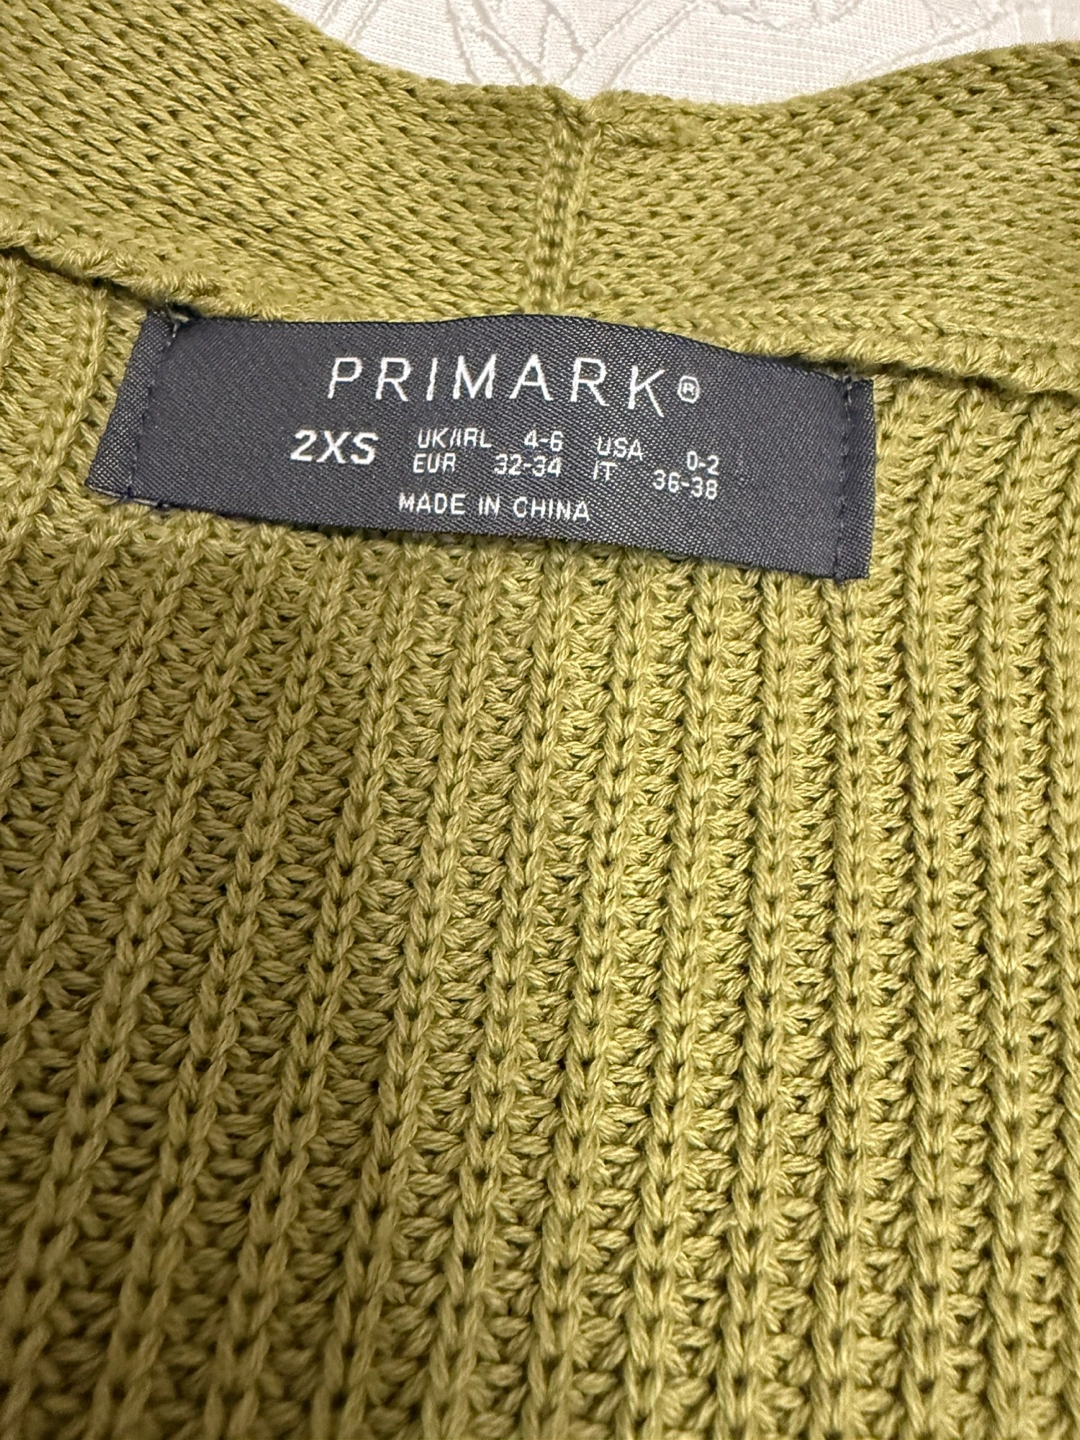 PRIMARK®
2XS UK/IRL 4-6 USA 0-2
EUR 32-34 IT 36-38
MADE IN CHINA